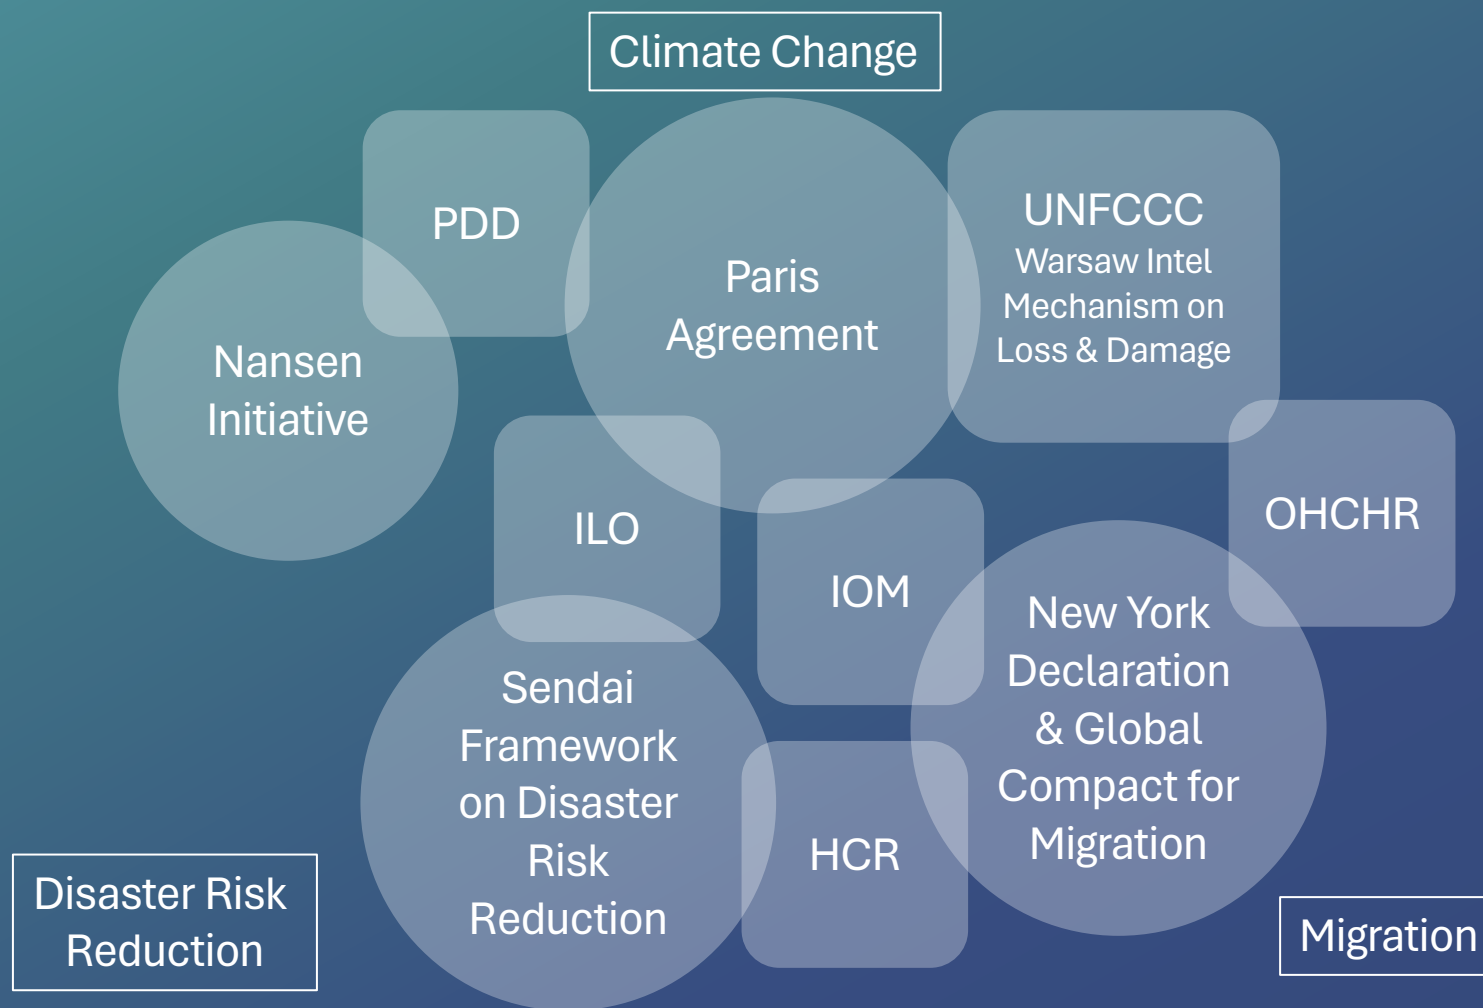 Climate Change
PDD
Paris
Agreement
UNFCCC
Warsaw Intel
Mechanism on
Loss & Damage
Nansen
Initiative
ILO
IOM
OHCHR
New York
Declaration
& Global
Compact for
Migration
Sendai
Framework
on Disaster
Risk
Reduction
HCR
Disaster Risk
Reduction
Migration